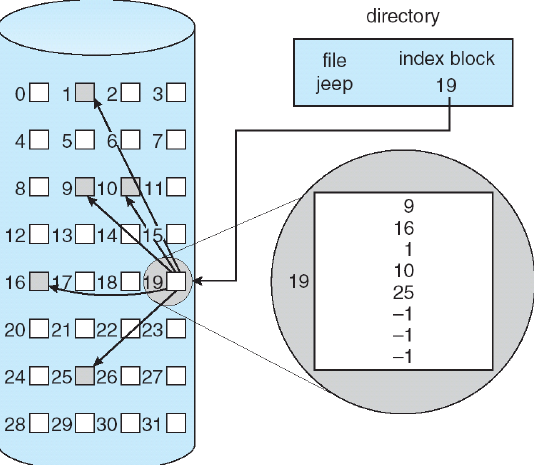 directory
file index block
jeep 19
0 1 2 3
4 5 6 7
8 9 10 11
12 13 14 15
16 17 18 19
20 21 22 23
24 25 26 27
28 29 30 31
19
9
16
1
10
25
–1
–1
–1